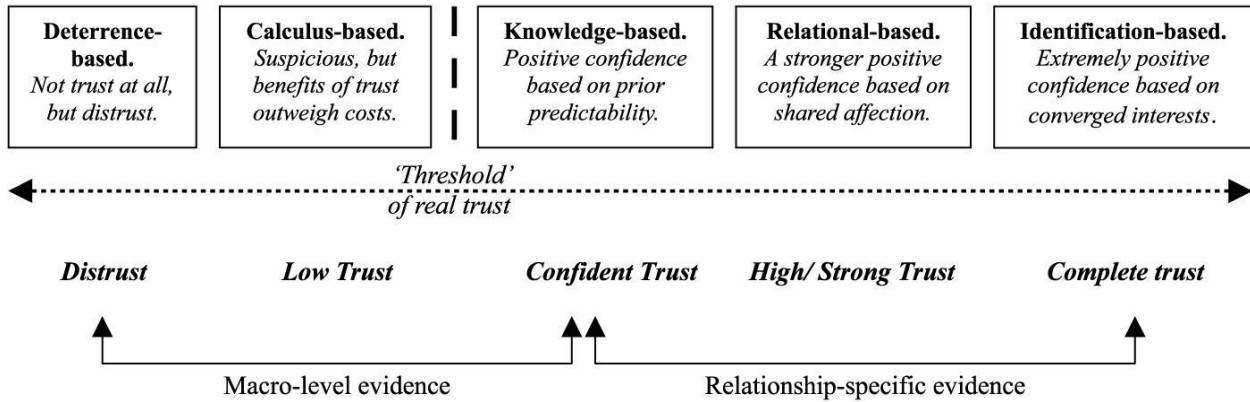 Deterrence-
based.
Not trust at all,
but distrust.
Calculus-based.
Suspicious, but
benefits of trust
outweigh costs.
Knowledge-based.
Positive confidence
based on prior
predictability.
Relational-based.
A stronger positive
confidence based on
shared affection.
Identification-based.
Extremely positive
confidence based on
converged interests.
‘Threshold’
of real trust
Distrust
Low Trust
Confident Trust
High/ Strong Trust
Complete trust
Macro-level evidence
Relationship-specific evidence